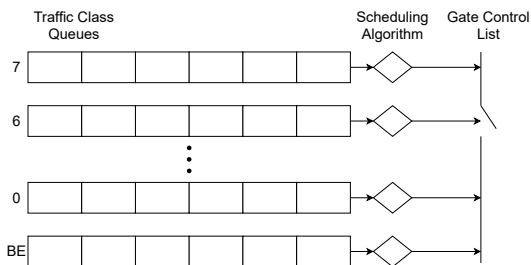 Traffic Class
Queues
Scheduling
Algorithm
Gate Control
List
7
6
0
BE